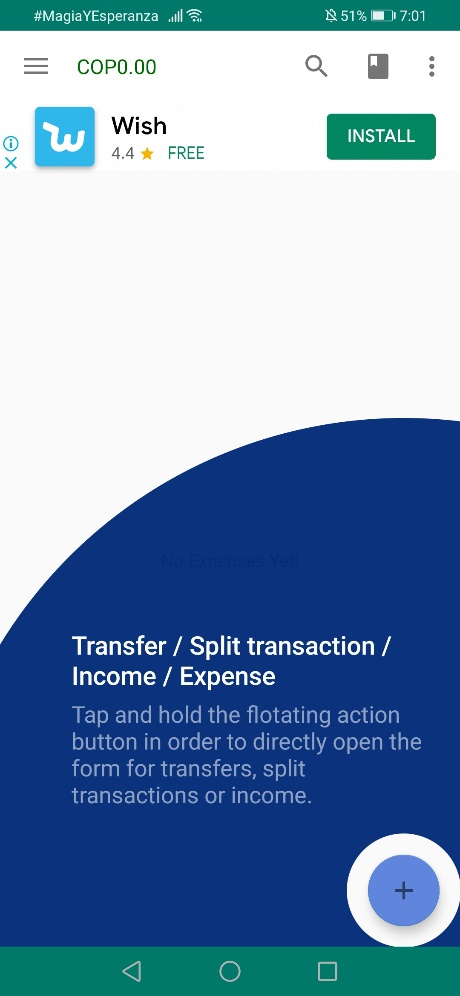 #MagiaYEsperanza 51% 7:01
COP0.00
Wish
4.4 FREE
INSTALL
No Expenses Yet!
Transfer / Split transaction /
Income / Expense
Tap and hold the flotating action
button in order to directly open the
form for transfers, split
transactions or income.